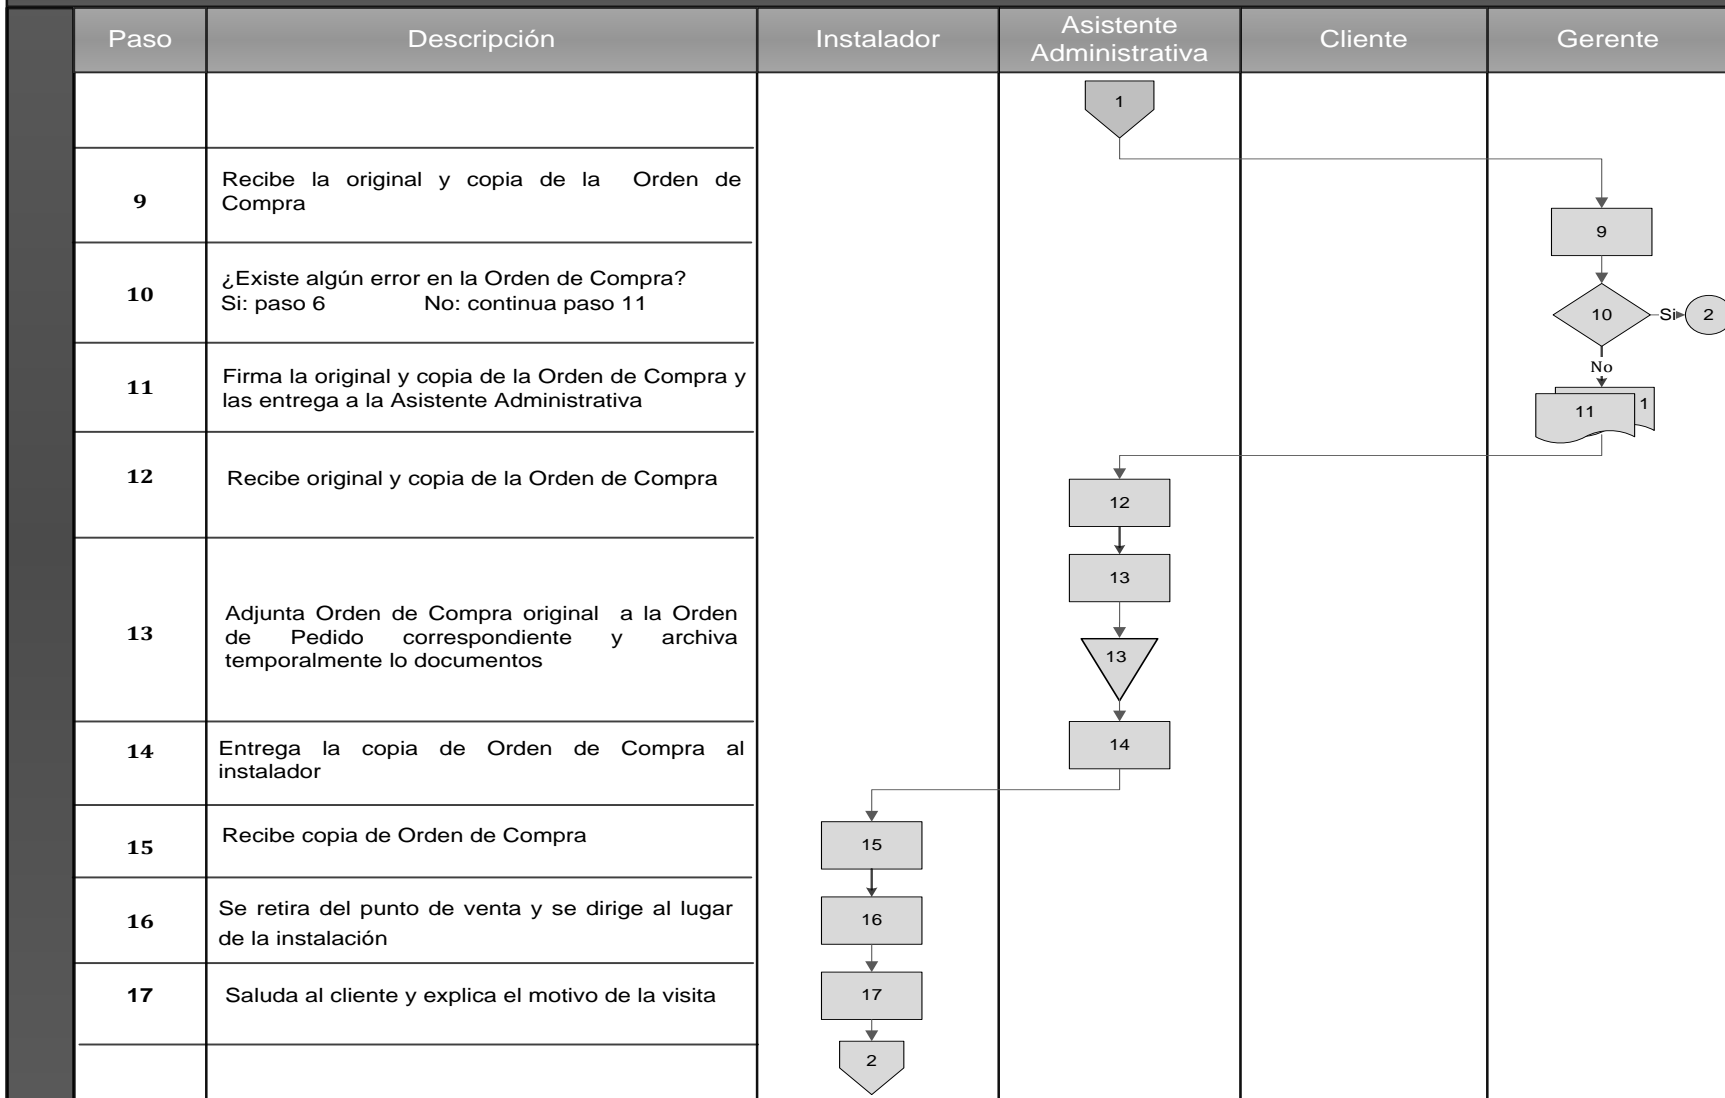 Paso Descripción Instalador Asistente Administrativa Cliente Gerente
1
9 Recibe la original y copia de la Orden de
Compra
9
10 ¿Existe algún error en la Orden de Compra?
Si: paso 6 No: continua paso 11
10 Si 2
No
11 Firma la original y copia de la Orden de Compra y
las entrega a la Asistente Administrativa
11 1
12 Recibe original y copia de la Orden de Compra
12
13
13 Adjunta Orden de Compra original a la Orden
de Pedido correspondiente y archiva
temporalmente lo documentos
13
14 Entrega la copia de Orden de Compra al
instalador
14
15 Recibe copia de Orden de Compra
15
16 Se retira del punto de venta y se dirige al lugar
de la instalación
16
17 Saluda al cliente y explica el motivo de la visita
17
2